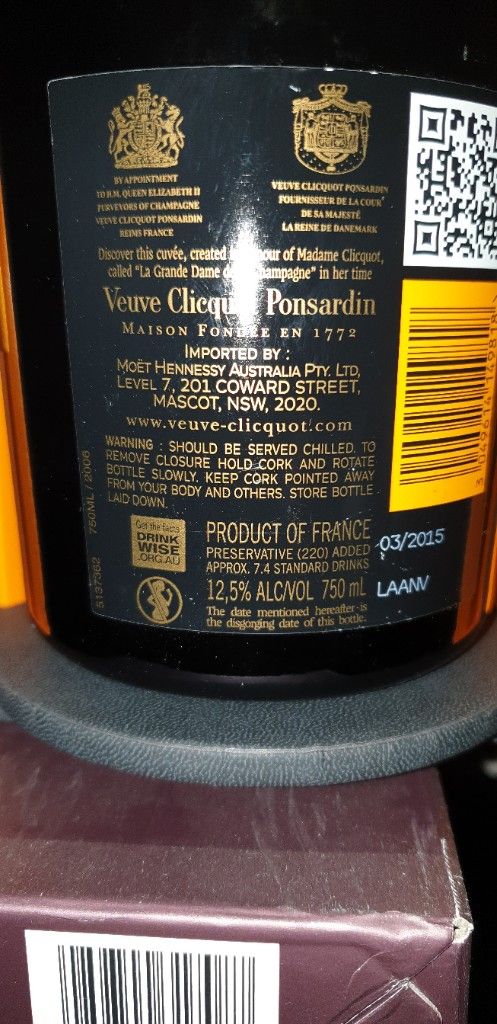 BY APPOINTMENT
TO H.M. QUEEN ELIZABETH II
PURVEYORS OF CHAMPAGNE
VEUVE CLICQUOT PONSARDIN
REIMS FRANCE
VEUVE CLICQUOT PONSARDIN
FOURNISSEUR DE LA COUR
DE SA MAJESTÉ
LA REINE DE DANEMARK
Discover this cuvée, created our of Madame Clicquot,
called "La Grande Dame de Champagne" in her time
Veuve Clicquot Ponsardin
MAISON FONDÉE EN 1772
IMPORTED BY :
MOËT HENNESSY AUSTRALIA PTY. LTD,
LEVEL 7, 201 COWARD STREET,
MASCOT, NSW, 2020.
www.veuve-clicquot.com
WARNING : SHOULD BE SERVED CHILLED. TO
REMOVE CLOSURE HOLD CORK AND ROTATE
BOTTLE SLOWLY. KEEP CORK POINTED AWAY
FROM YOUR BODY AND OTHERS. STORE BOTTLE
LAID DOWN.
5137362 750ML / 2006
Get the facts
DRINK
WISE
.ORG.AU
PRODUCT OF FRANCE
PRESERVATIVE (220) ADDED
APPROX. 7.4 STANDARD DRINKS
12,5% ALC/VOL 750 mL
The date mentioned hereafter is
the disgorging date of this bottle.
03/2015
LAANV